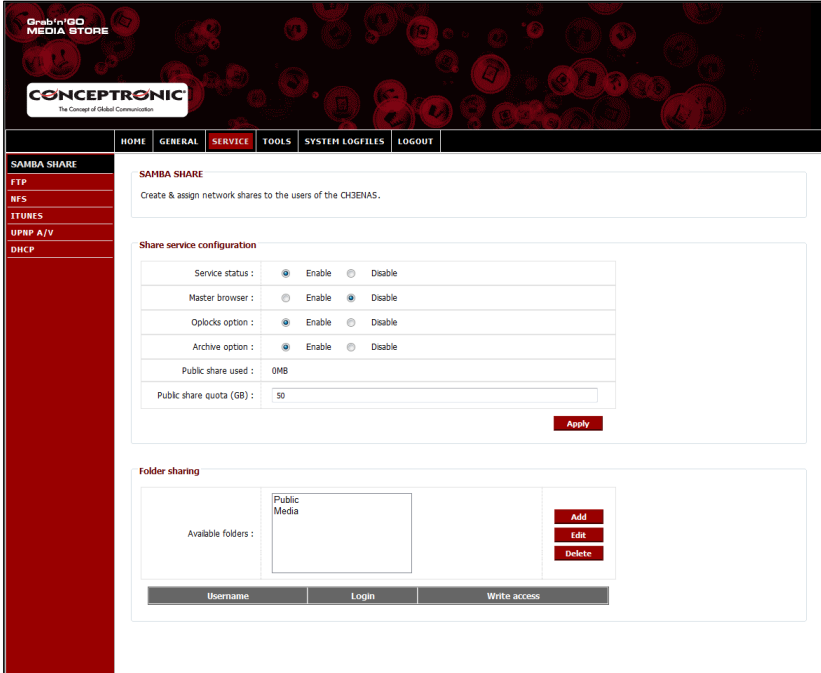 Grab'n'GO
MEDIA STORE
CONCEPTRONIC
The Concept of Global Communication
HOME GENERAL SERVICE TOOLS SYSTEM LOGFILES LOGOUT
SAMBA SHARE
FTP
NFS
ITUNES
UPNP A/V
DHCP
SAMBA SHARE
Create & assign network shares to the users of the CH3ENAS.
Share service configuration
Service status : Enable Disable
Master browser : Enable Disable
Oplocks option : Enable Disable
Archive option : Enable Disable
Public share used : 0MB
Public share quota (GB) : 50
Apply
Folder sharing
Available folders :
Public
Media
Add
Edit
Delete
Username Login Write access